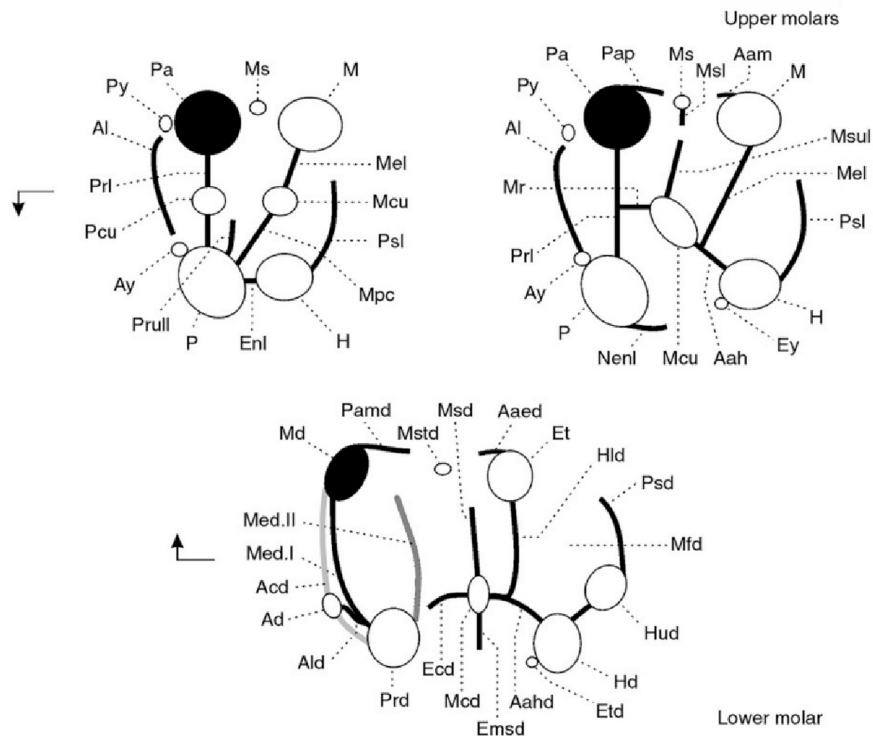 Upper molars
Pa Ms M
Py
Al
Prl Mel
Pcu Mcu
Psl
Ay Mpc
Prull
P Enl H
Pa Pap Ms Msl Aam M
Py
Al Msul
Mr Mel
Psl
Prl
Ay
P H
Nenl Mcu Aah Ey
Pamd Msd Aaed
Md Mstd Et
Hld
Psd
Med.II
Mfd
Med.I
Acd
Ad
Hud
Ald Ecd Hd
Prd Mcd Aahd Etd
Emsd
Lower molar